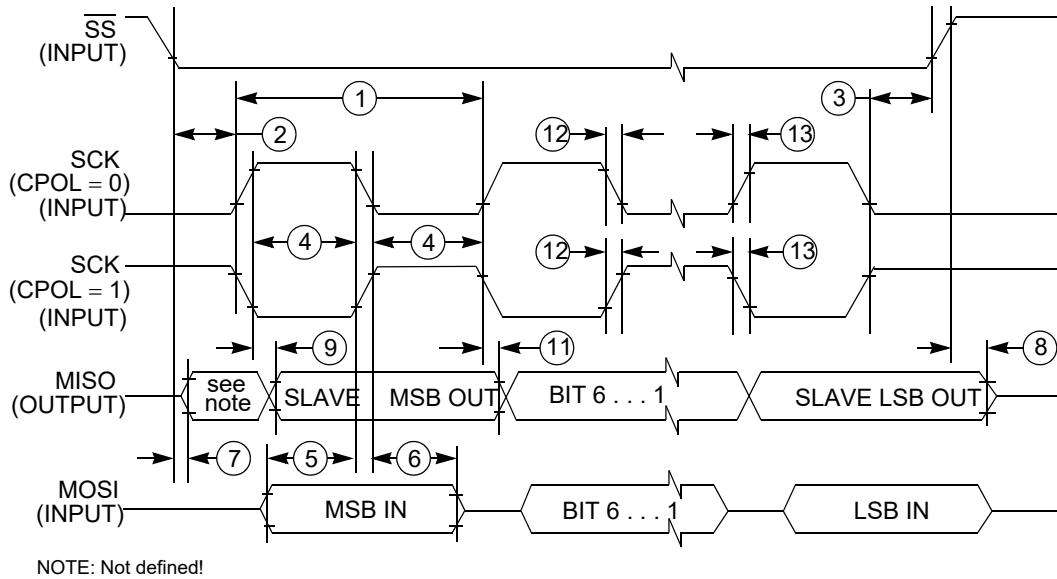 SS
(INPUT)
1
3
2
12
13
SCK
(CPOL = 0)
(INPUT)
4
4
12
13
SCK
(CPOL = 1)
(INPUT)
9
11
8
MISO
(OUTPUT)
see
note
SLAVE MSB OUT
BIT 6 . . . 1
SLAVE LSB OUT
7
5
6
MOSI
(INPUT)
MSB IN
BIT 6 . . . 1
LSB IN
NOTE: Not defined!